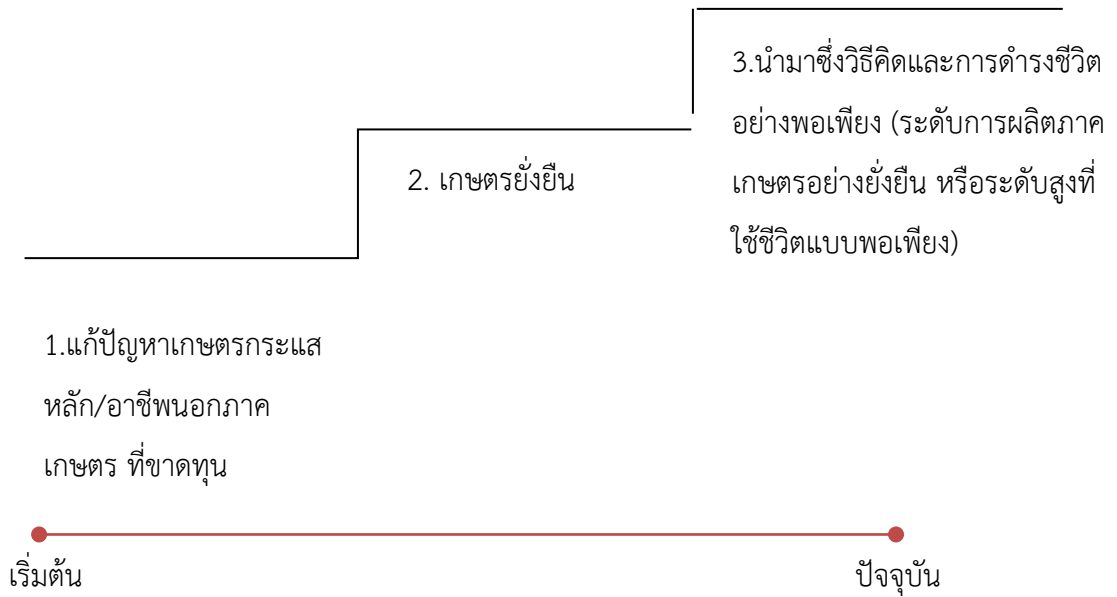 3.นำมาซึ่งวิธีคิดและการดำรงชีวิต
อย่างพอเพียง (ระดับการผลิตภาค
เกษตรอย่างยั่งยืน หรือระดับสูงที่
ใช้ชีวิตแบบพอเพียง)
2. เกษตรยั่งยืน
1.แก้ปัญหาเกษตรกระแส
หลัก/อาชีพนอกภาค
เกษตร ที่ขาดทุน
เริ่มต้น
ปัจจุบัน